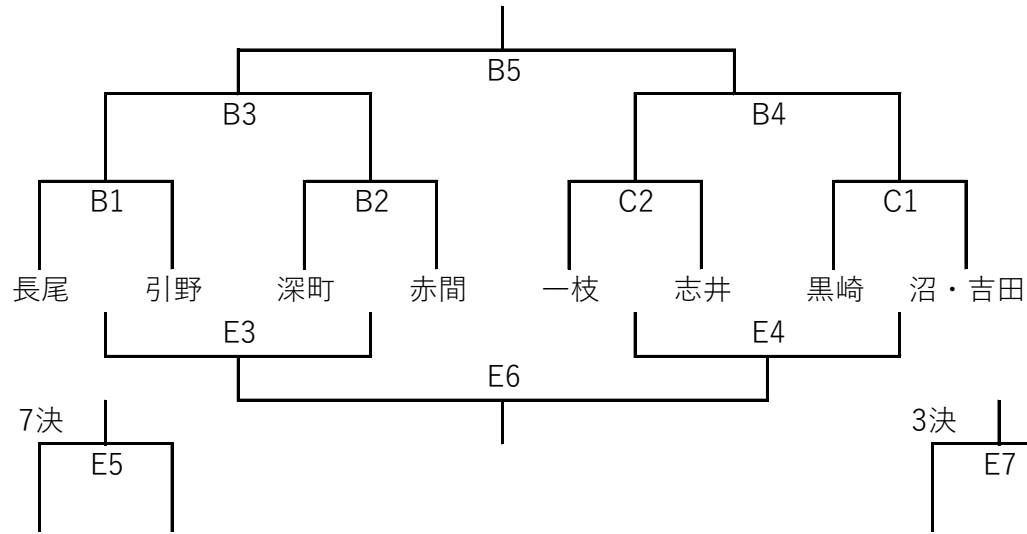 B5
B3 B4
B1 B2 C2 C1
長尾 引野 深町 赤間 一枝 志井 黒崎 沼・吉田
E3 E4
E6
7決 3決
E5 E7